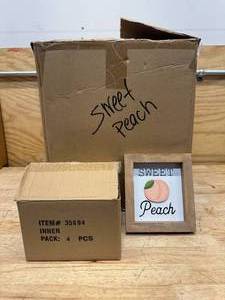 Sweet
Peach
SWEET
Peach
ITEM# 35694
INNER
PACK: 4 PCS